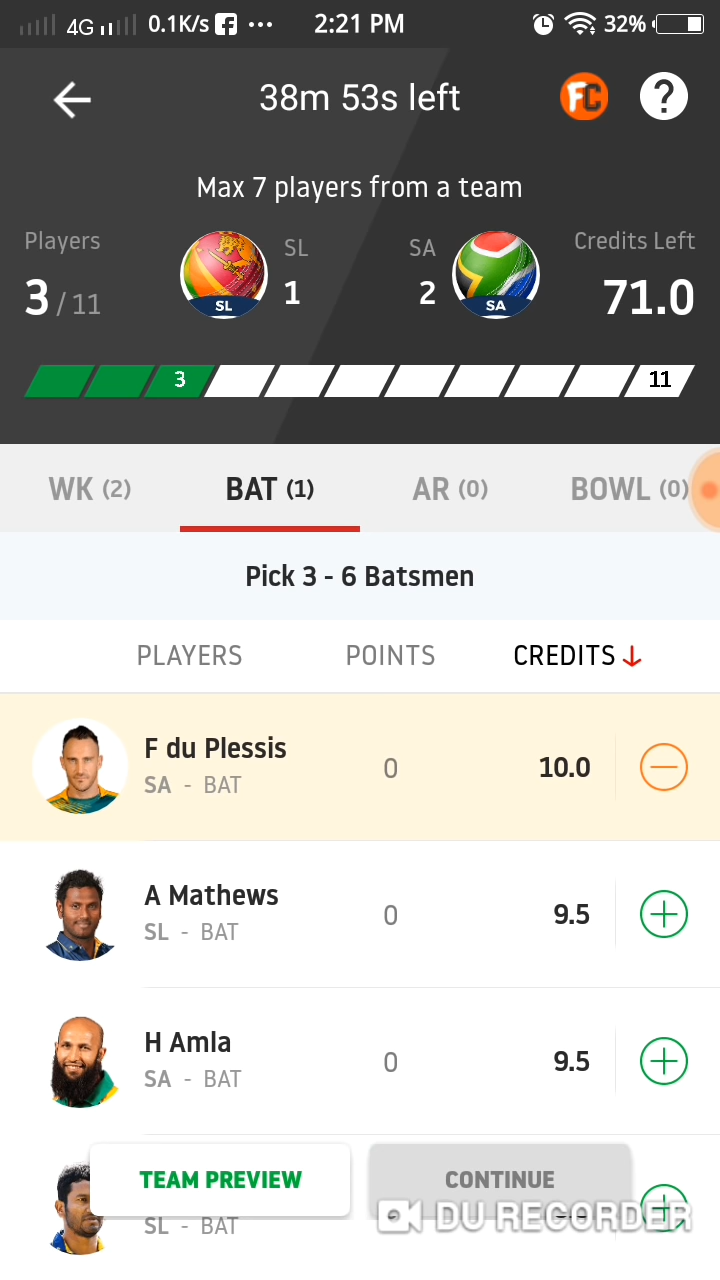 4G 0.1K/s f ... 2:21 PM 32%
38m 53s left FC ?
Max 7 players from a team
Players SL SA Credits Left
3 / 11 SL 1 2 SA 71.0
3 11
WK (2) BAT (1) AR (0) BOWL (0)
Pick 3 - 6 Batsmen
PLAYERS POINTS CREDITS
F du Plessis 0 10.0
SA - BAT
A Mathews 0 9.5
SL - BAT
H Amla 0 9.5
SA - BAT
TEAM PREVIEW CONTINUE
DU RECORDER
SL - BAT